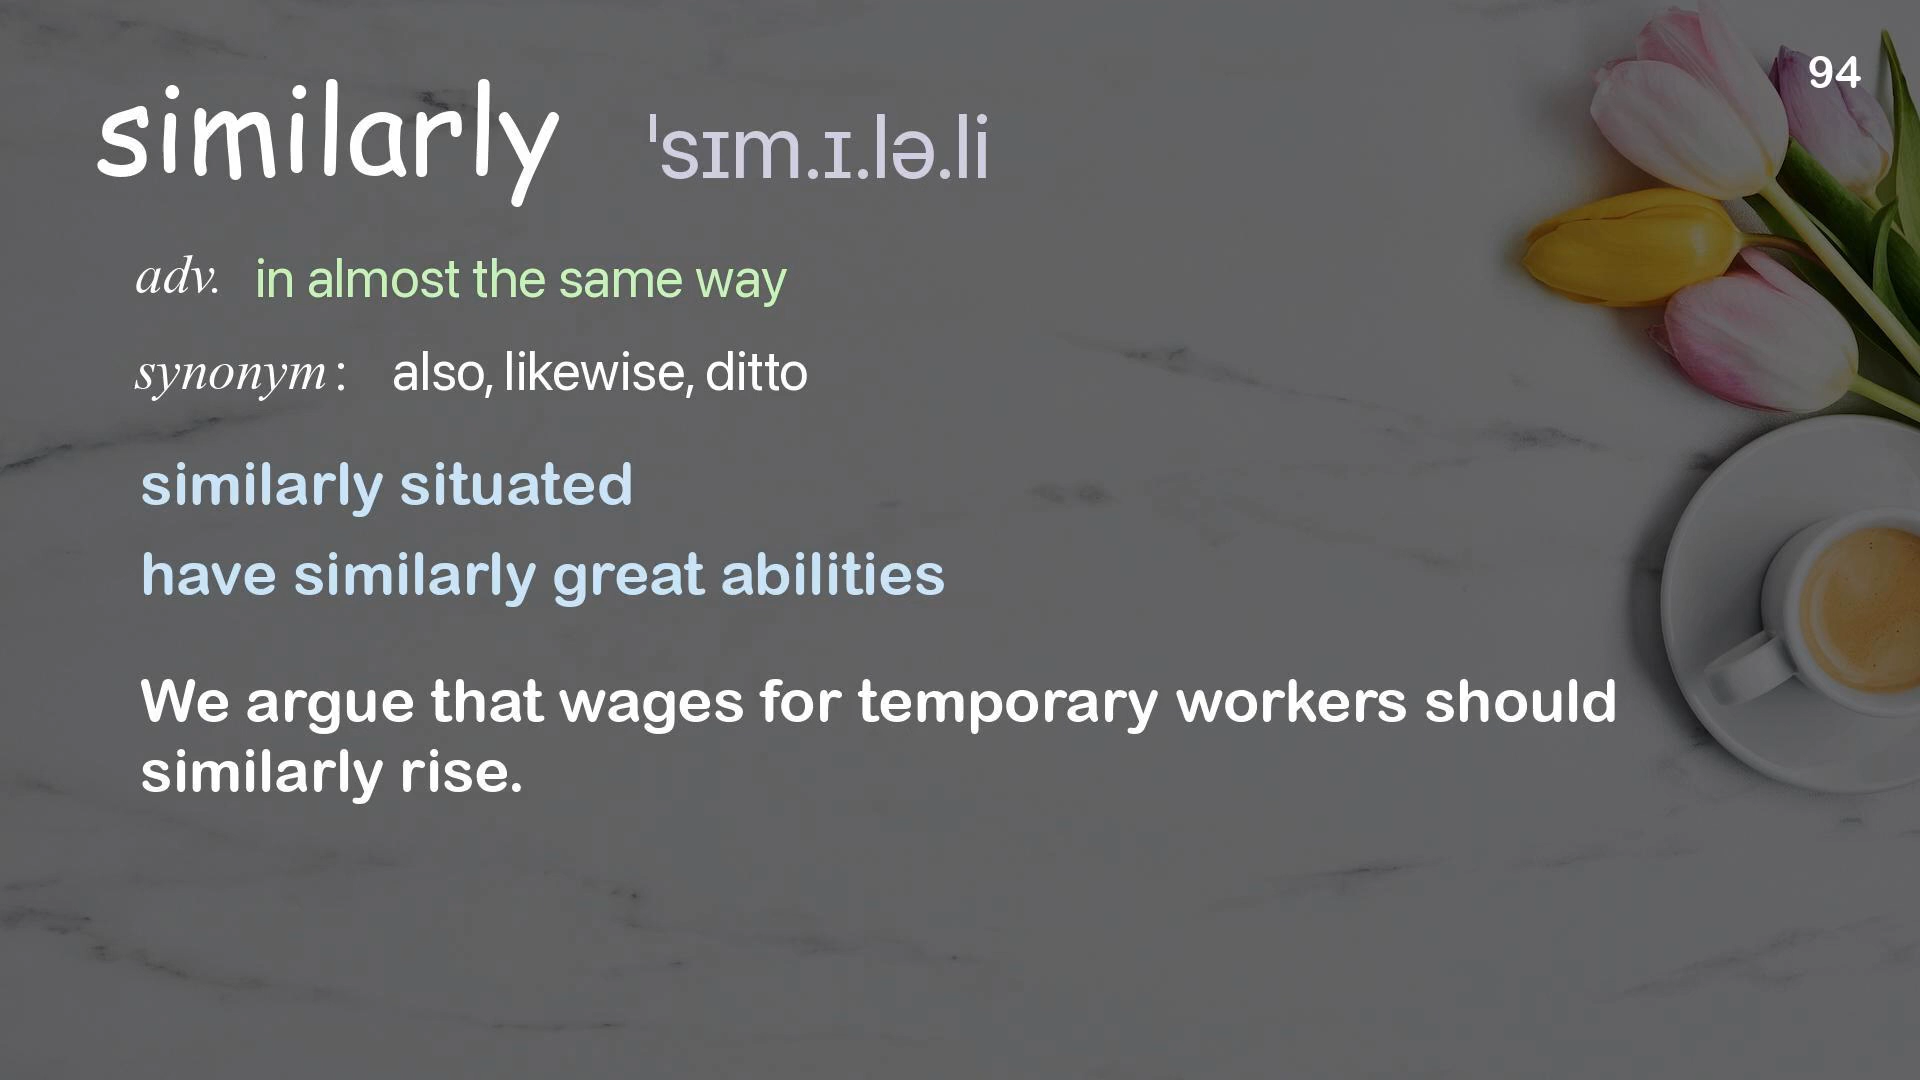 94
similarly ˈsɪm.ɪ.lə.li
adv. in almost the same way
synonym: also, likewise, ditto
similarly situated
have similarly great abilities
We argue that wages for temporary workers should
similarly rise.